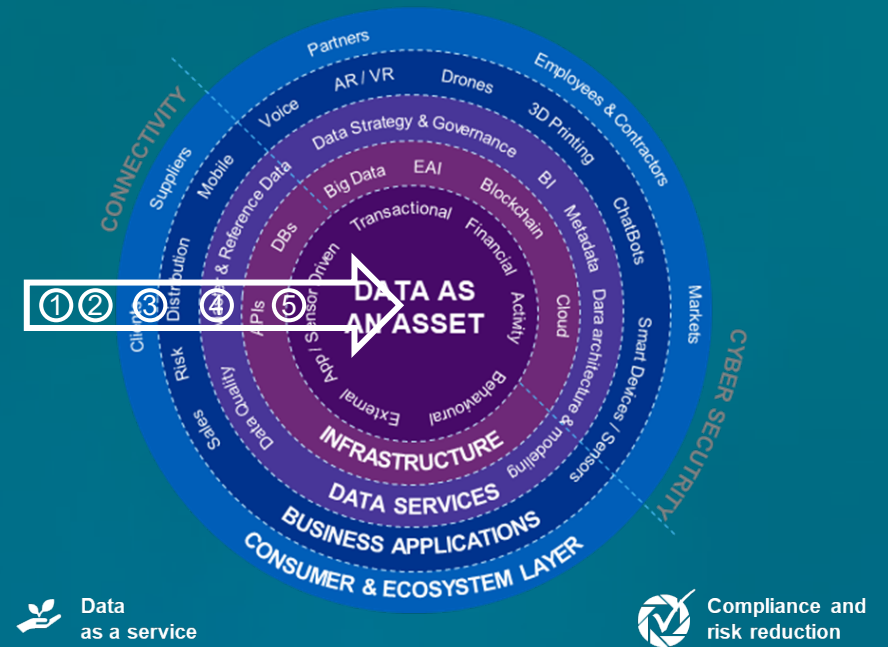 Partners
Employees & Contractors
Markets
Suppliers
Clients
CONNECTIVITY
CYBER SECUTRITY
Voice
AR / VR
Drones
3D Printing
ChatBots
Smart Devices / Sensors
Mobile
Distribution
Risk
Sales
Data Strategy & Governance
BI
Metadata
Dara architecture & modeling
& Reference Data
Data Quality
Big Data
EAI
Blockchain
Cloud
DBs
APIs
Transactional
Financial
Activity
Behavioural
External
App / Sensor Driven
1 2 3 4 5
DATA AS
AN ASSET
INFRASTRUCTURE
DATA SERVICES
BUSINESS APPLICATIONS
CONSUMER & ECOSYSTEM LAYER
Data
as a service
Compliance and
risk reduction